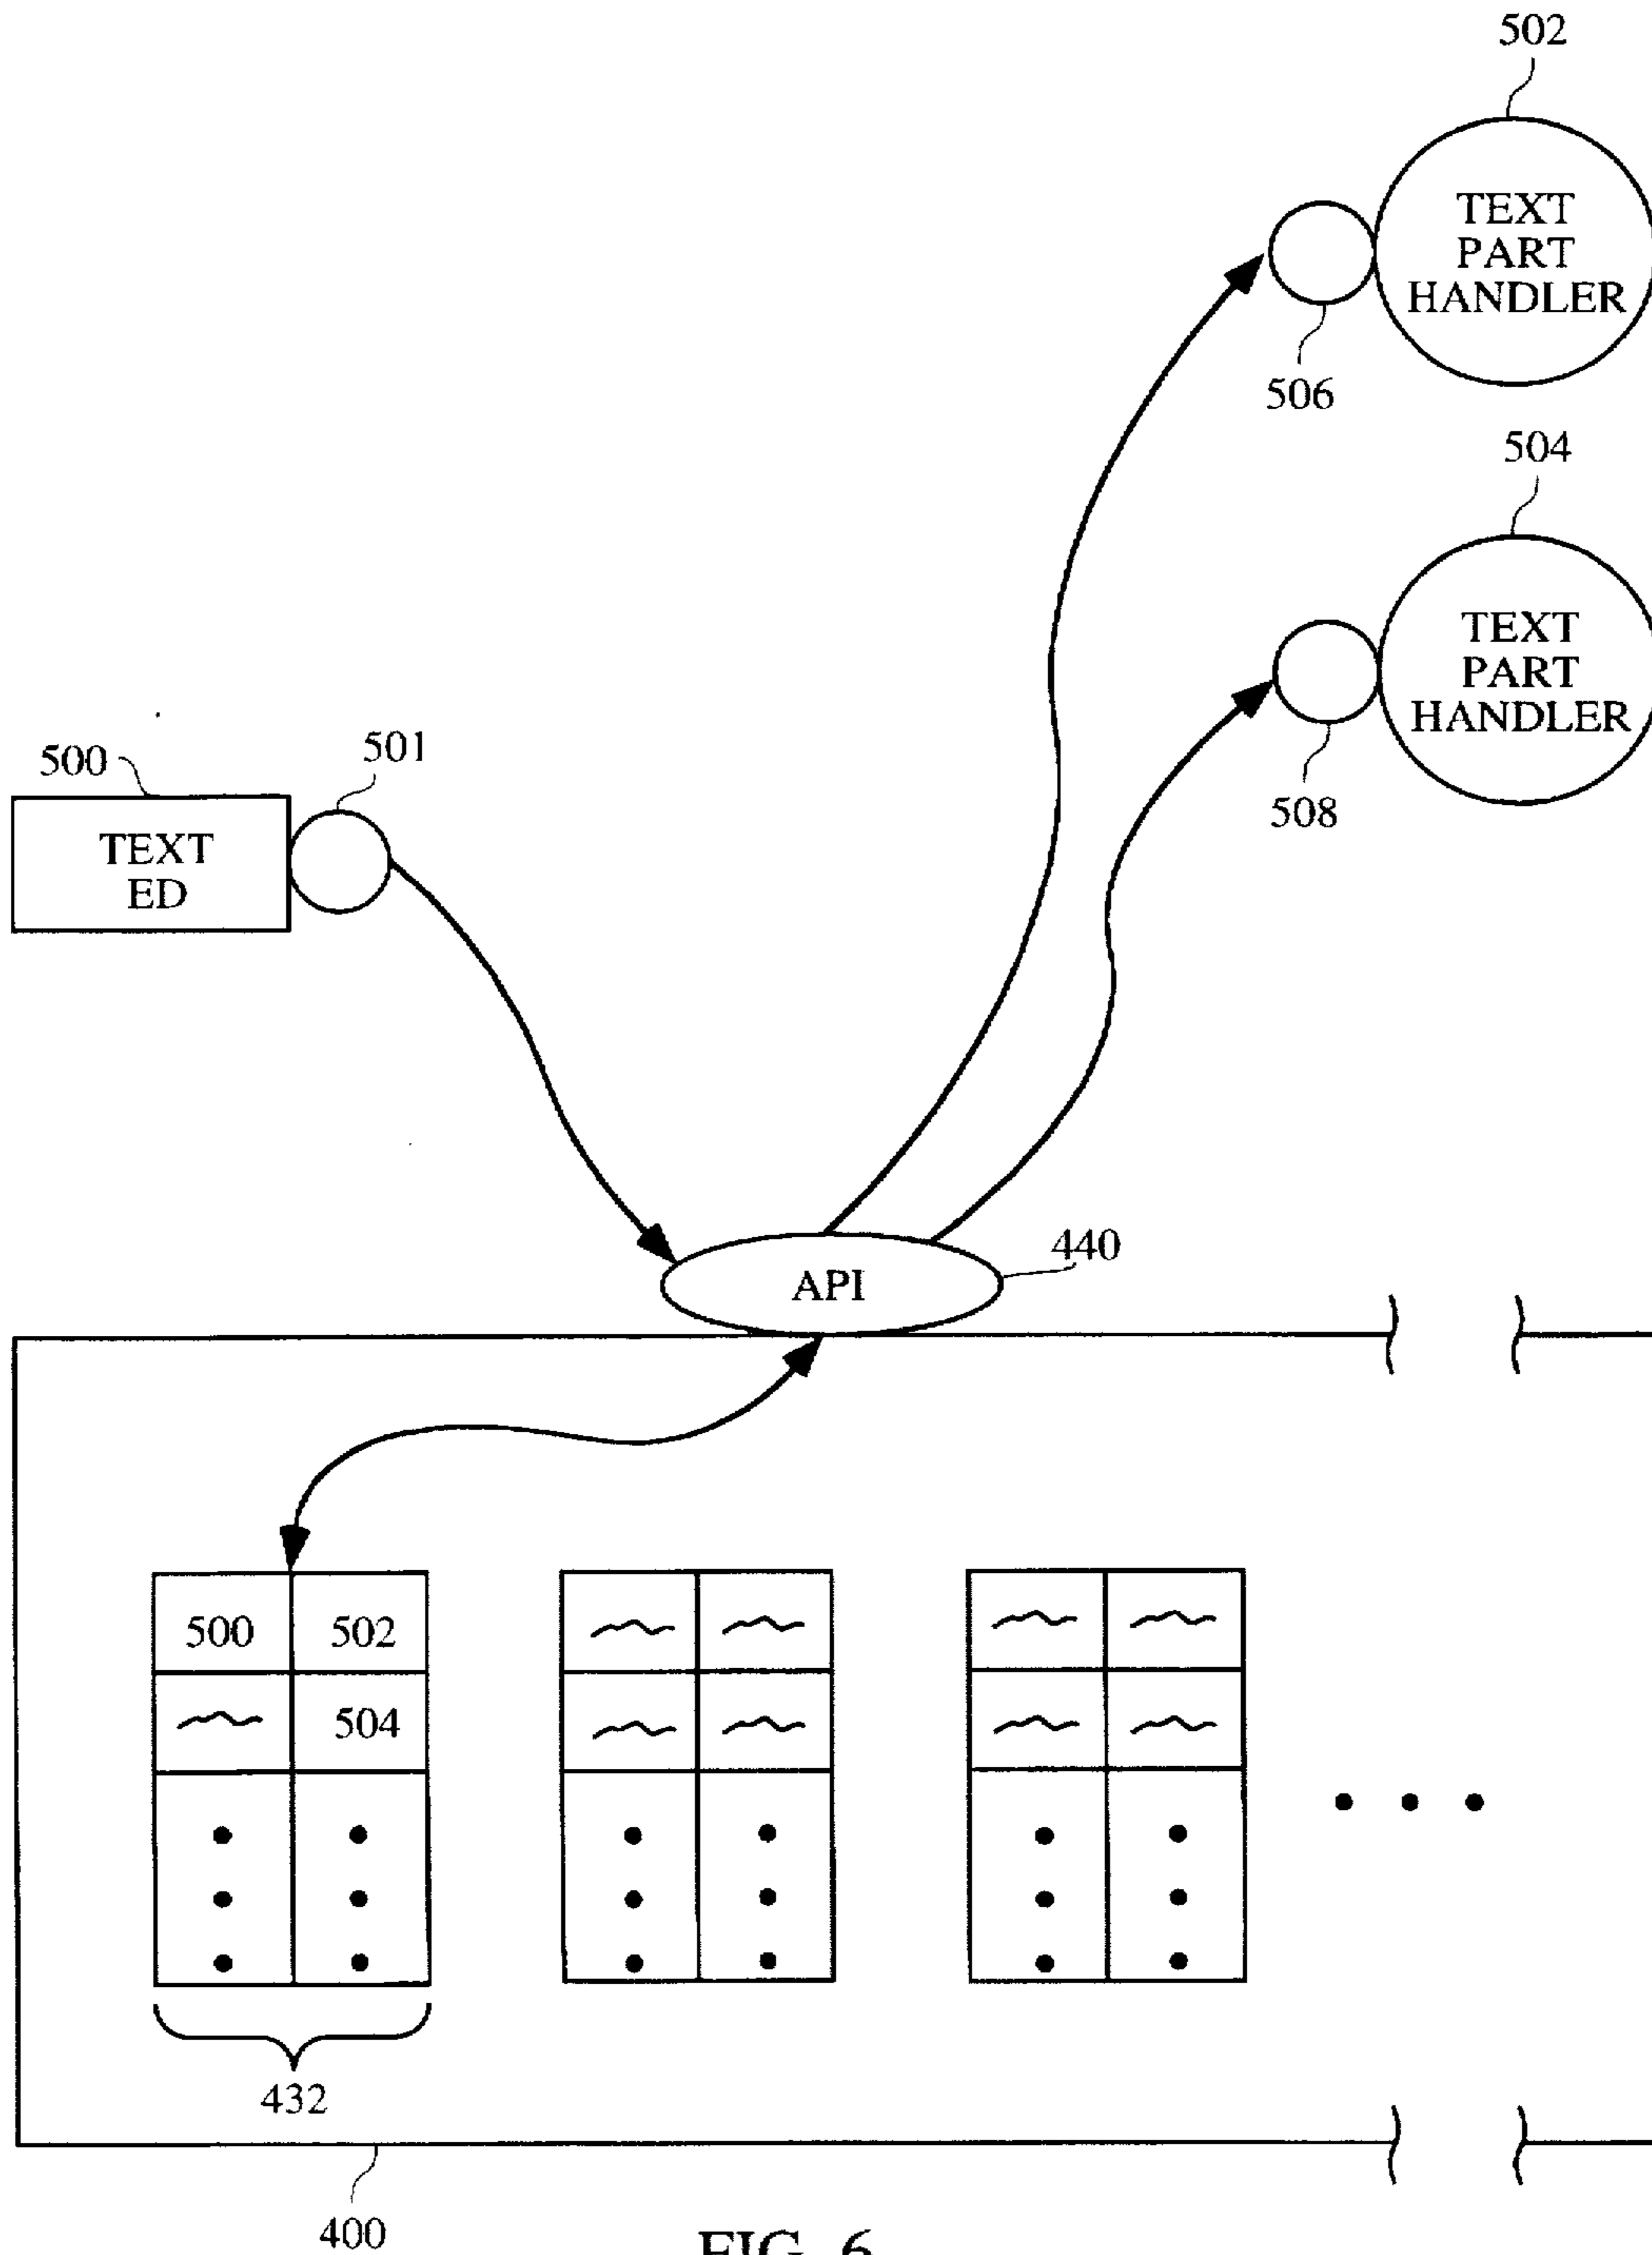 502
TEXT
PART
HANDLER
506
504
TEXT
PART
HANDLER
508
500
501
TEXT
ED
440
API
500 502
504
432
400
FIG. 6